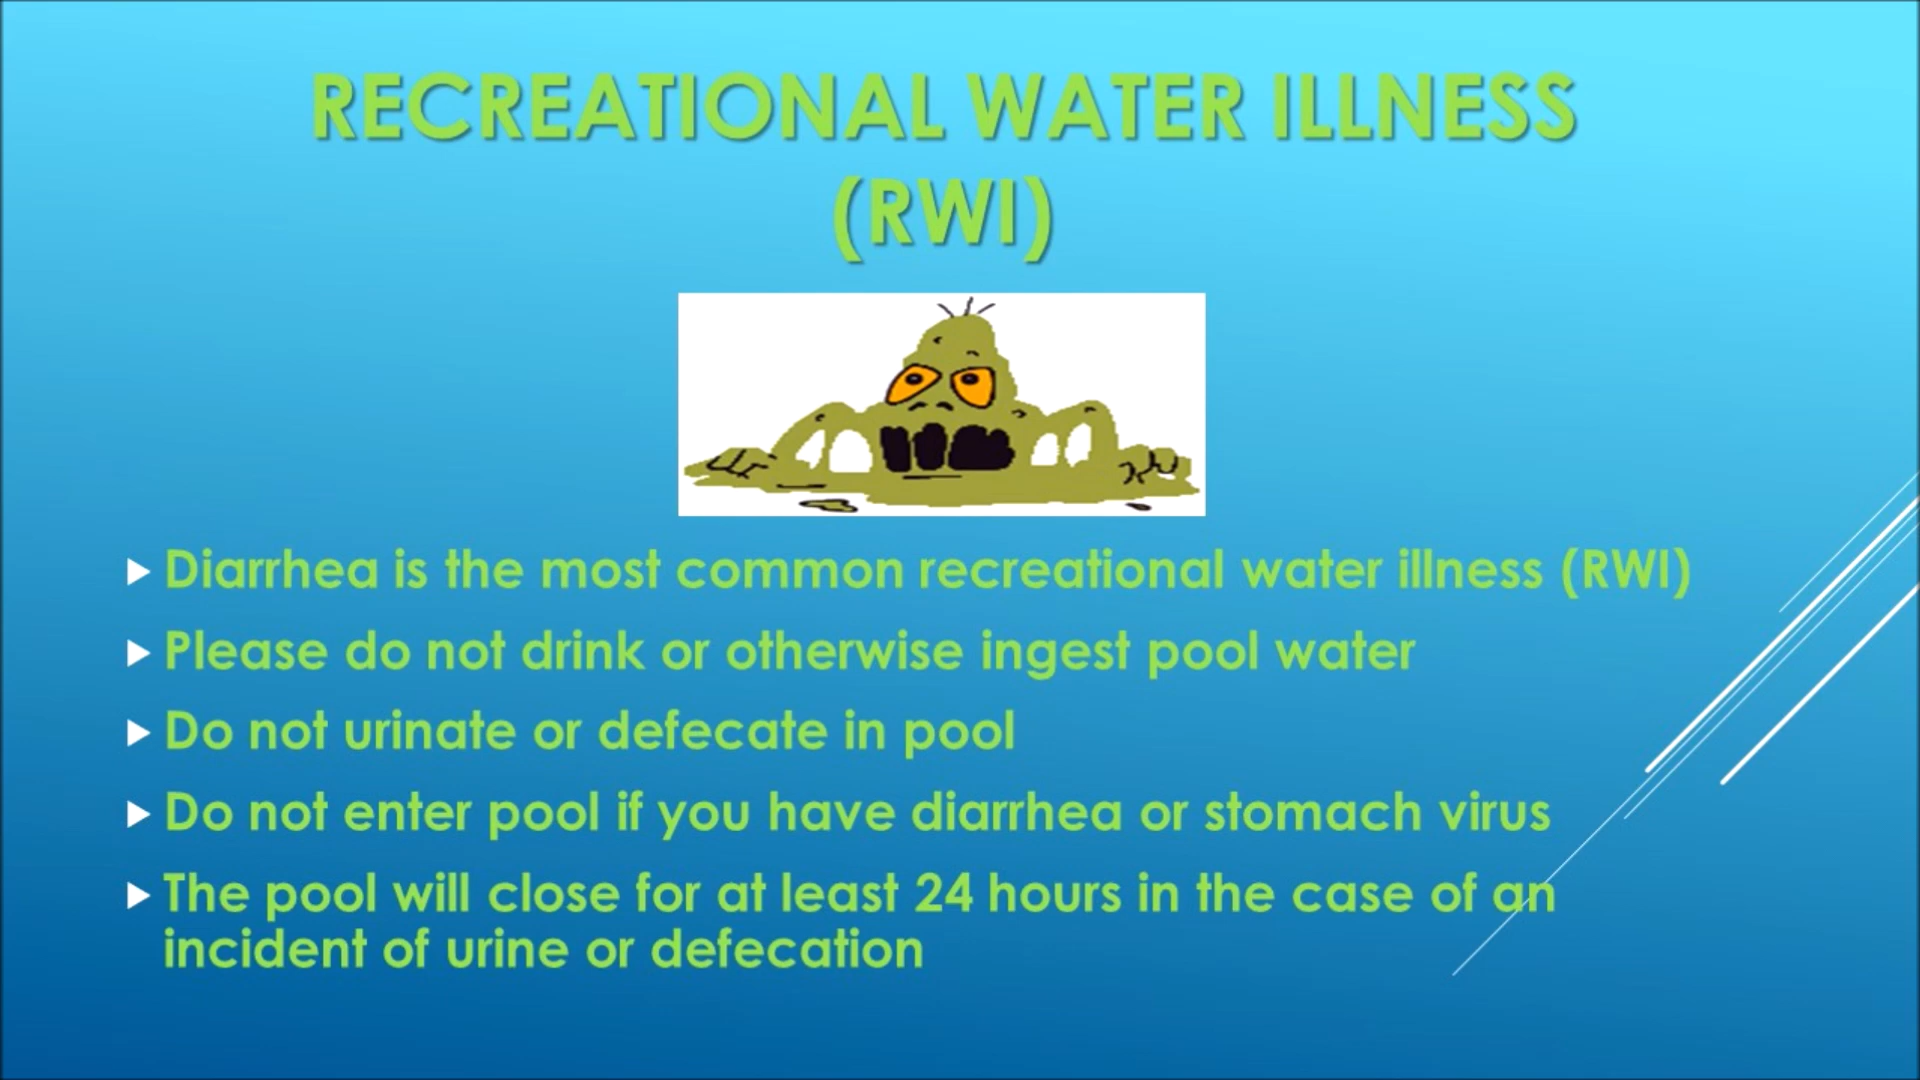 RECREATIONAL WATER ILLNESS
(RWI)
Diarrhea is the most common recreational water illness (RWI)
Please do not drink or otherwise ingest pool water
Do not urinate or defecate in pool
Do not enter pool if you have diarrhea or stomach virus
The pool will close for at least 24 hours in the case of an
incident of urine or defecation